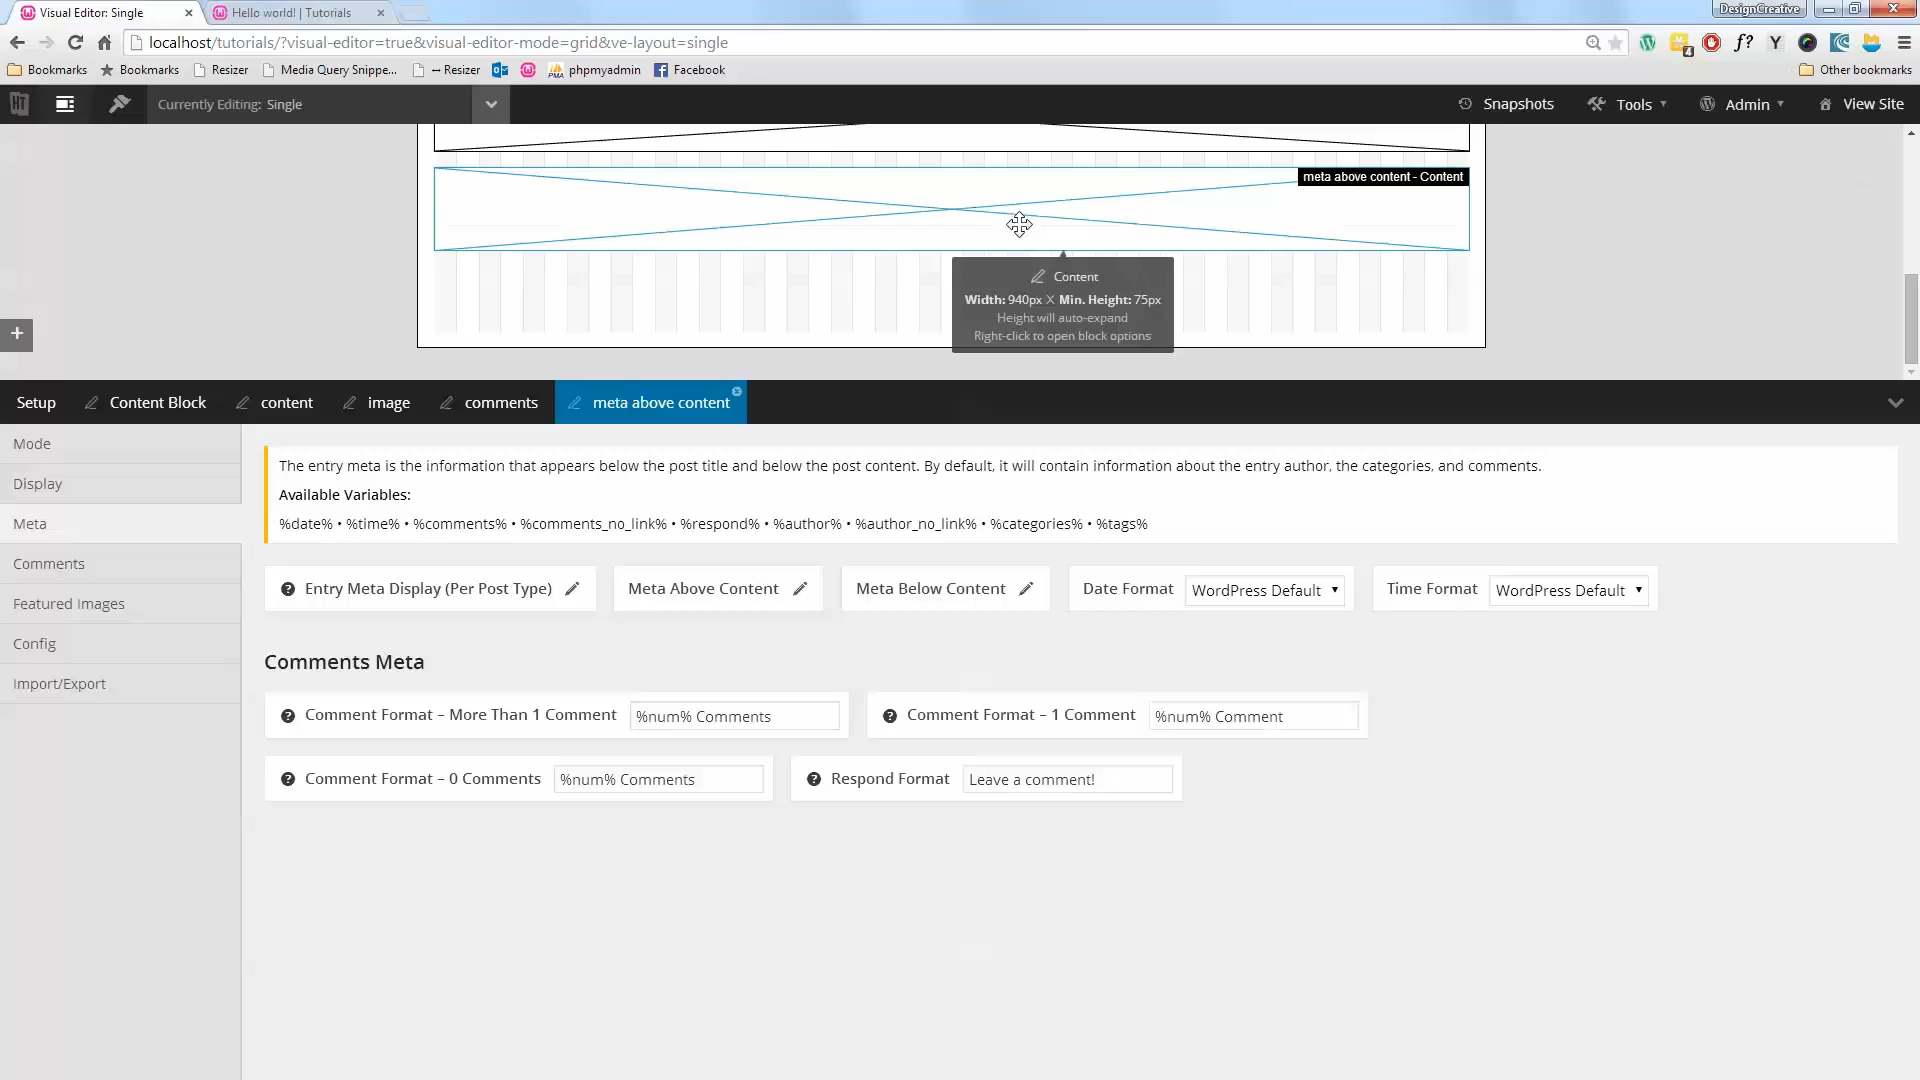 Visual Editor: Single
Hello world! | Tutorials
DesignCreative
localhost/tutorials/?visual-editor=true&visual-editor-mode=grid&ve-layout=single
4
f?
Y
Bookmarks
Bookmarks
Resizer
Media Query Snippe...
↔ Resizer
PMA
phpmyadmin
Facebook
Other bookmarks
HT
Currently Editing: Single
Snapshots
Tools
Admin
View Site
meta above content - Content
Content
Width: 940px X Min. Height: 75px
Height will auto-expand
Right-click to open block options
+
Setup
Content Block
content
image
comments
meta above content
Mode
Display
Meta
Comments
Featured Images
Config
Import/Export
The entry meta is the information that appears below the post title and below the post content. By default, it will contain information about the entry author, the categories, and comments.
Available Variables:
%date% • %time% • %comments% • %comments_no_link% • %respond% • %author% • %author_no_link% • %categories% • %tags%
Entry Meta Display (Per Post Type)
Meta Above Content
Meta Below Content
Date Format
WordPress Default
Time Format
WordPress Default
Comments Meta
Comment Format – More Than 1 Comment
%num% Comments
Comment Format – 1 Comment
%num% Comment
Comment Format – 0 Comments
%num% Comments
Respond Format
Leave a comment!